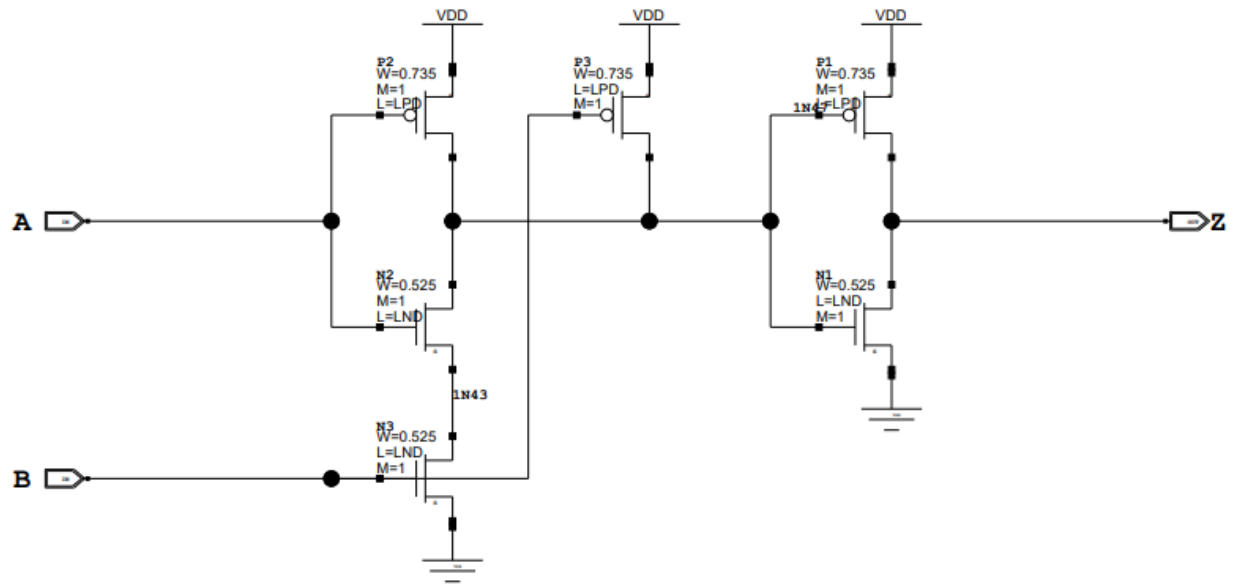 VDD
VDD
VDD
P2
W=0.735
M=1
L=LPD
P3
W=0.735
L=LPD
M=1
P1
W=0.735
M=1
L=LPD
1N47
A
Z
N2
W=0.525
M=1
L=LND
N1
W=0.525
L=LND
M=1
1N43
N3
W=0.525
L=LND
M=1
B